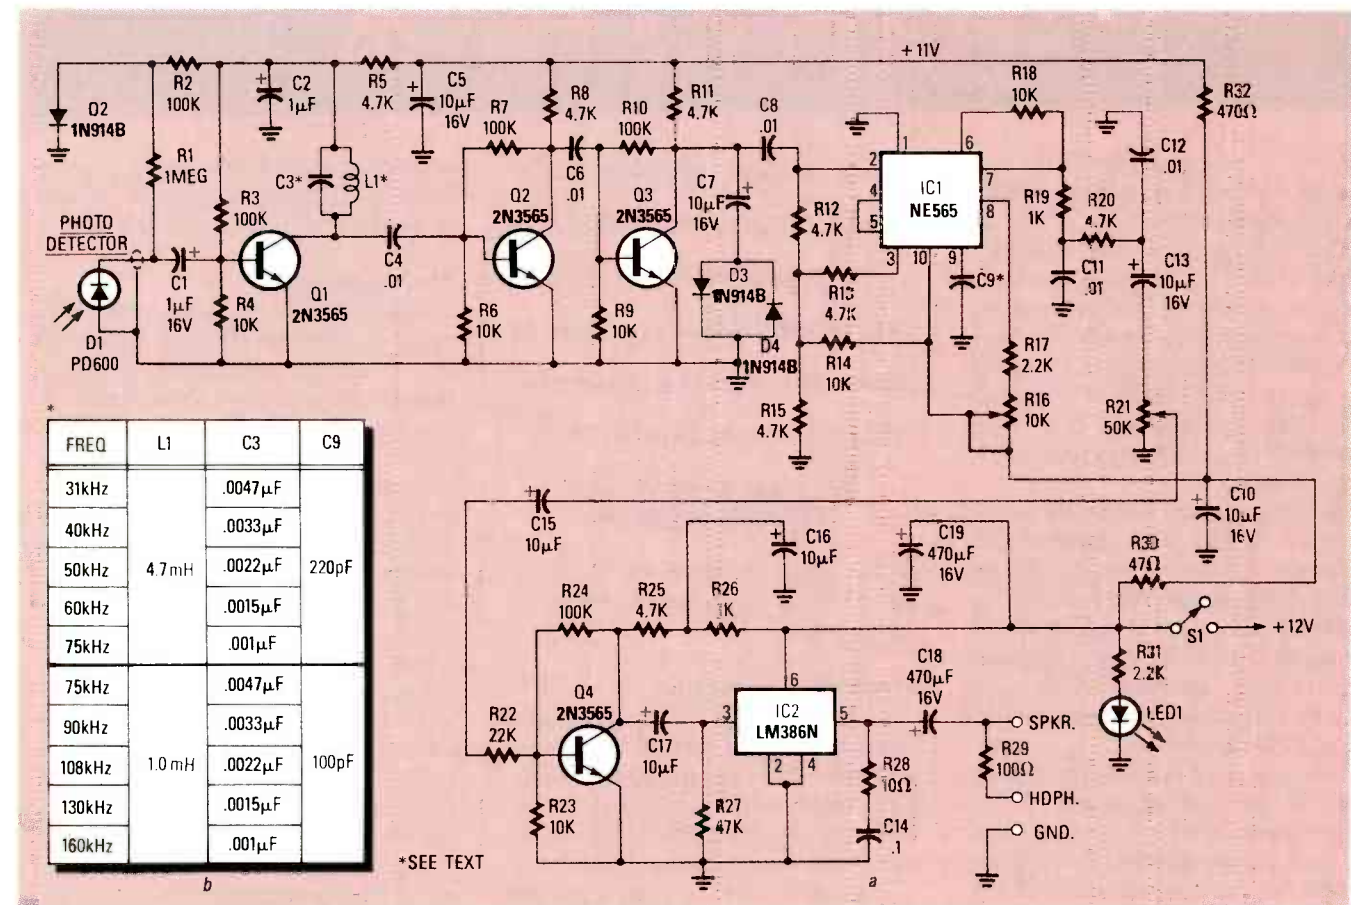 +11V
R2
100K
C2
1µF
R5
4.7K
C5
10µF
16V
R7
100K
R8
4.7K
R10
100K
R11
4.7K
C8
.01
R18
10K
R32
470Ω
D2
1N914B
R1
1MEG
C3*
L1*
R3
100K
C6
.01
Q2
2N3565
Q3
2N3565
C7
10µF
16V
1
2
3
4
5
6
7
8
9
10
IC1
NE565
C12
.01
R19
1K
R20
4.7K
R12
4.7K
PHOTO
DETECTOR
C1
1µF
16V
R4
10K
Q1
2N3565
C4
.01
R6
10K
R9
10K
D3
1N914B
D4
1N914B
R13
4.7K
R14
10K
R15
4.7K
C9*
C11
.01
C13
10µF
16V
D1
PD600
R17
2.2K
R16
10K
R21
50K
*
FREQ L1 C3 C9
31kHz .0047µF
40kHz .0033µF
50kHz 4.7mH .0022µF 220pF
60kHz .0015µF
75kHz .001µF
75kHz .0047µF
90kHz .0033µF
108kHz 1.0mH .0022µF 100pF
130kHz .0015µF
160kHz .001µF
b
C15
10µF
C16
10µF
C19
470µF
16V
C10
10µF
16V
R30
47Ω
R24
100K
R25
4.7K
R26
1K
S1
+12V
R31
2.2K
LED1
Q4
2N3565
R22
22K
R23
10K
C17
10µF
R27
47K
3
6
5
2
4
IC2
LM386N
C18
470µF
16V
SPKR.
R28
10Ω
R29
100Ω
HDPH.
C14
.1
GND.
*SEE TEXT
a